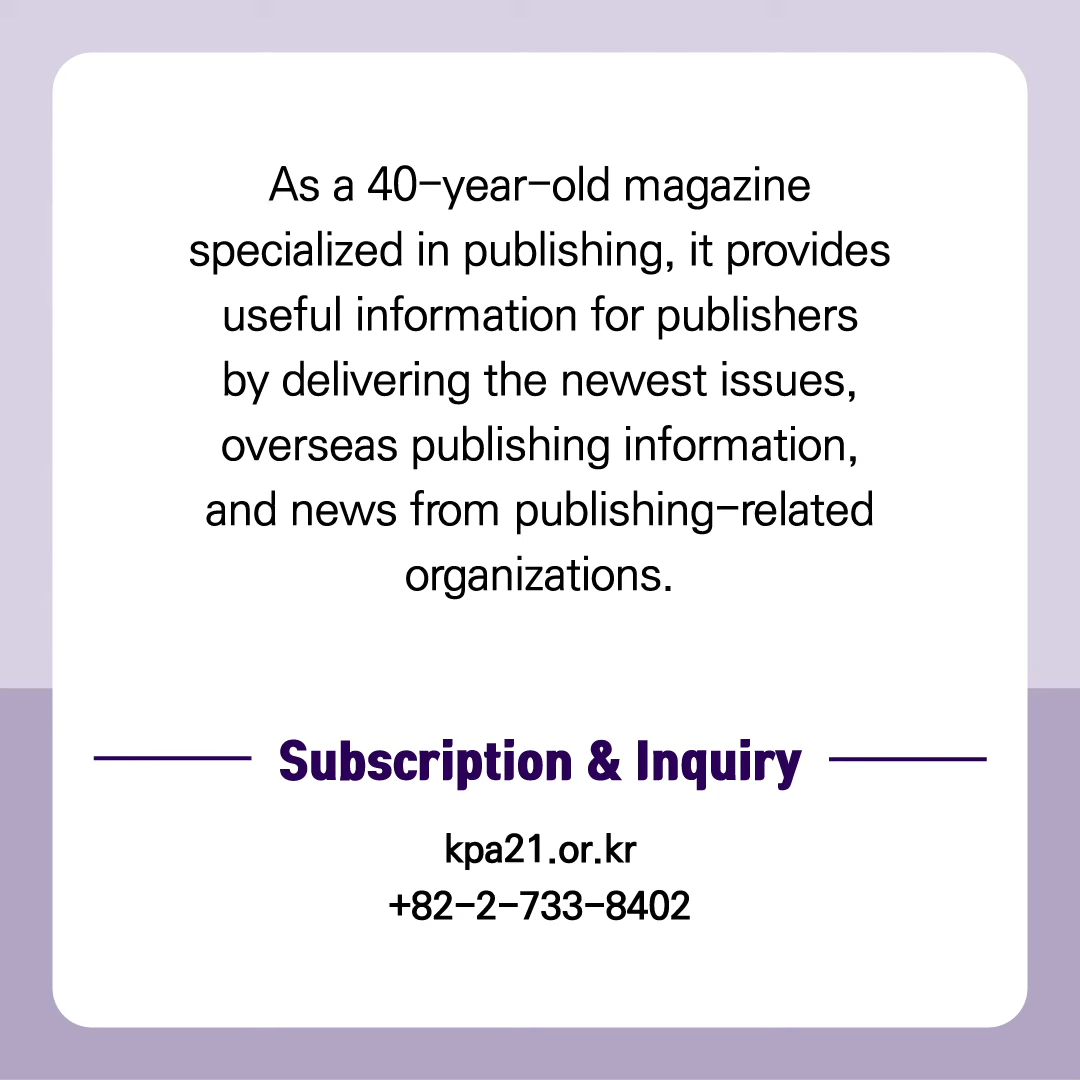 As a 40-year-old magazine
specialized in publishing, it provides
useful information for publishers
by delivering the newest issues,
overseas publishing information,
and news from publishing-related
organizations.
Subscription & Inquiry
kpa21.or.kr
+82-2-733-8402